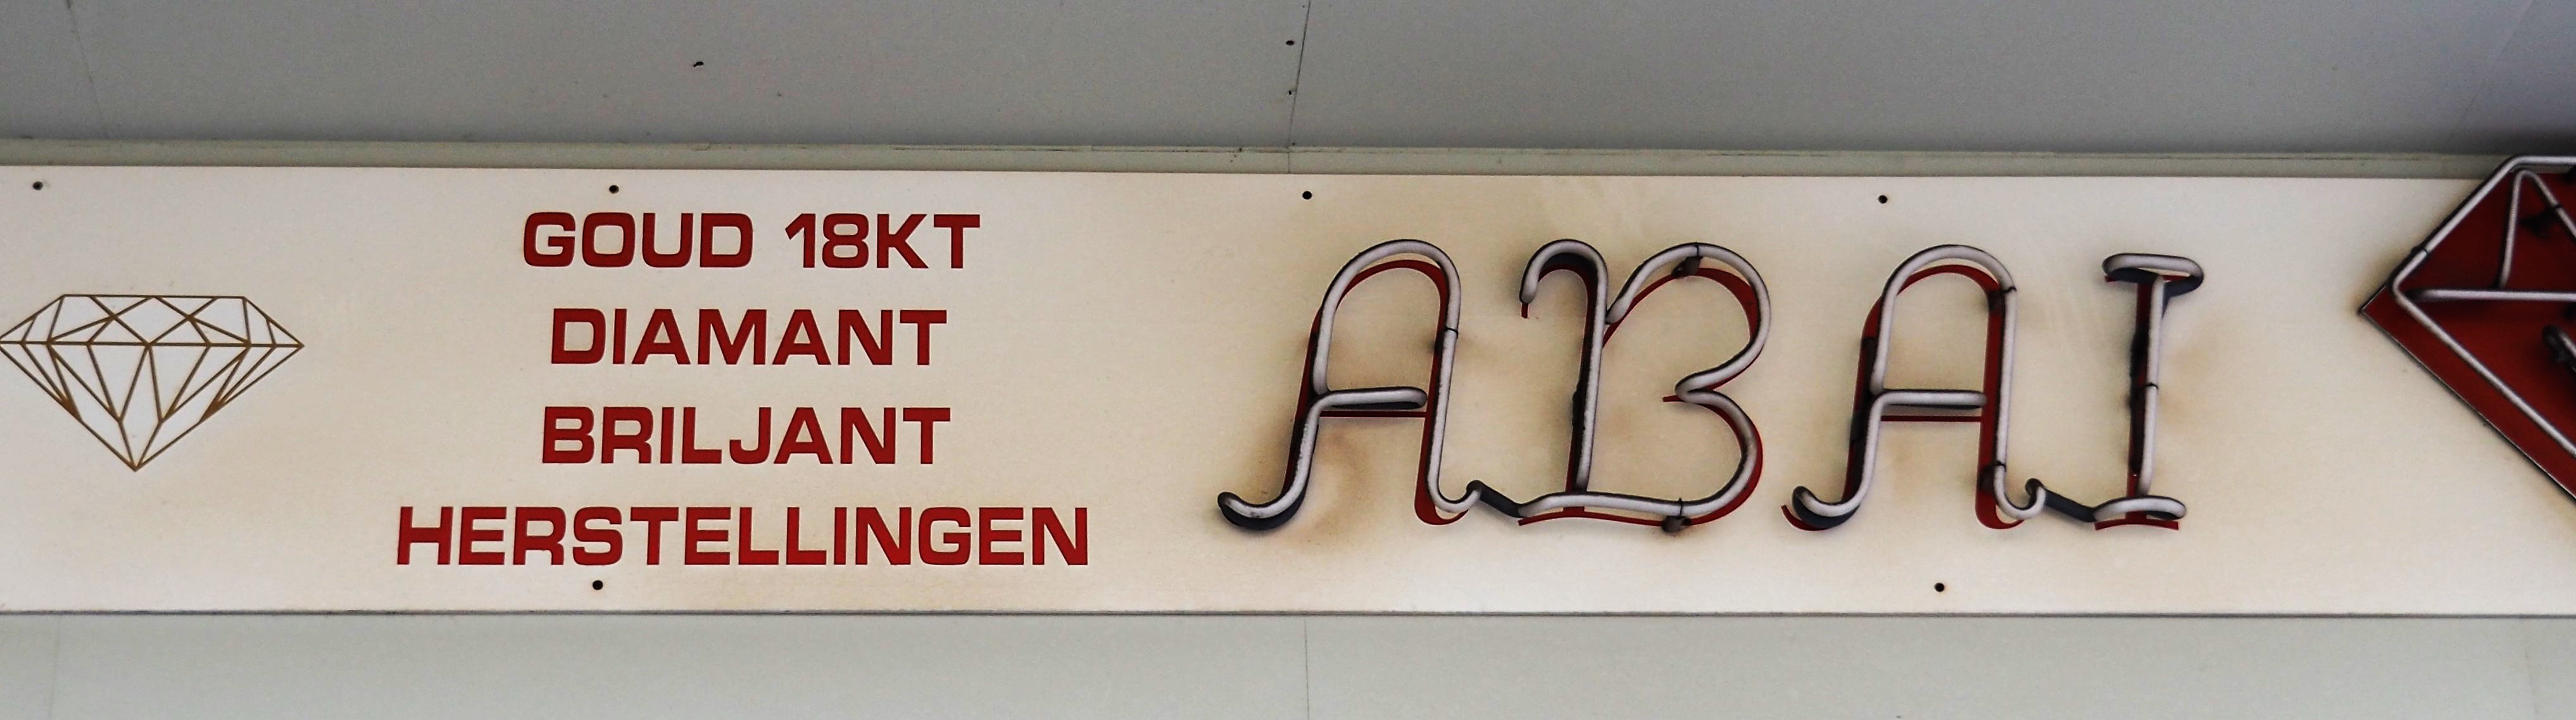 GOUD 18KT
DIAMANT
BRILJANT
HERSTELLINGEN
ABAI